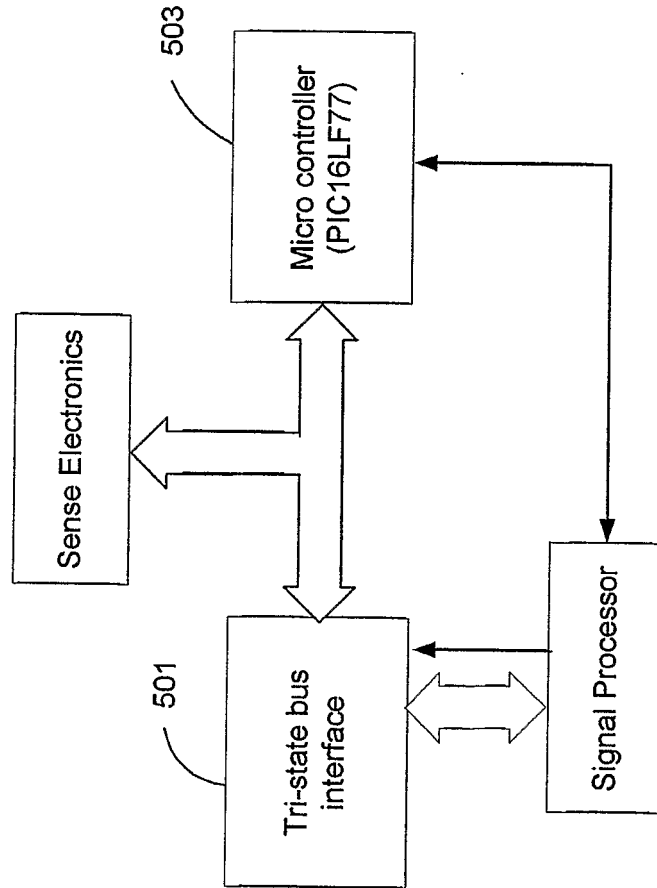 Sense Electronics
503
Micro controller
(PIC16LF77)
501
Tri-state bus
interface
Signal Processor